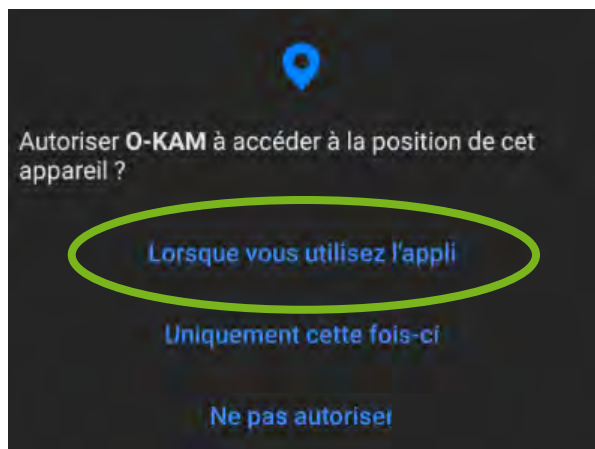 Autoriser O-KAM à accéder à la position de cet
appareil ?
Lorsque vous utilisez l'appli
Uniquement cette fois-ci
Ne pas autoriser